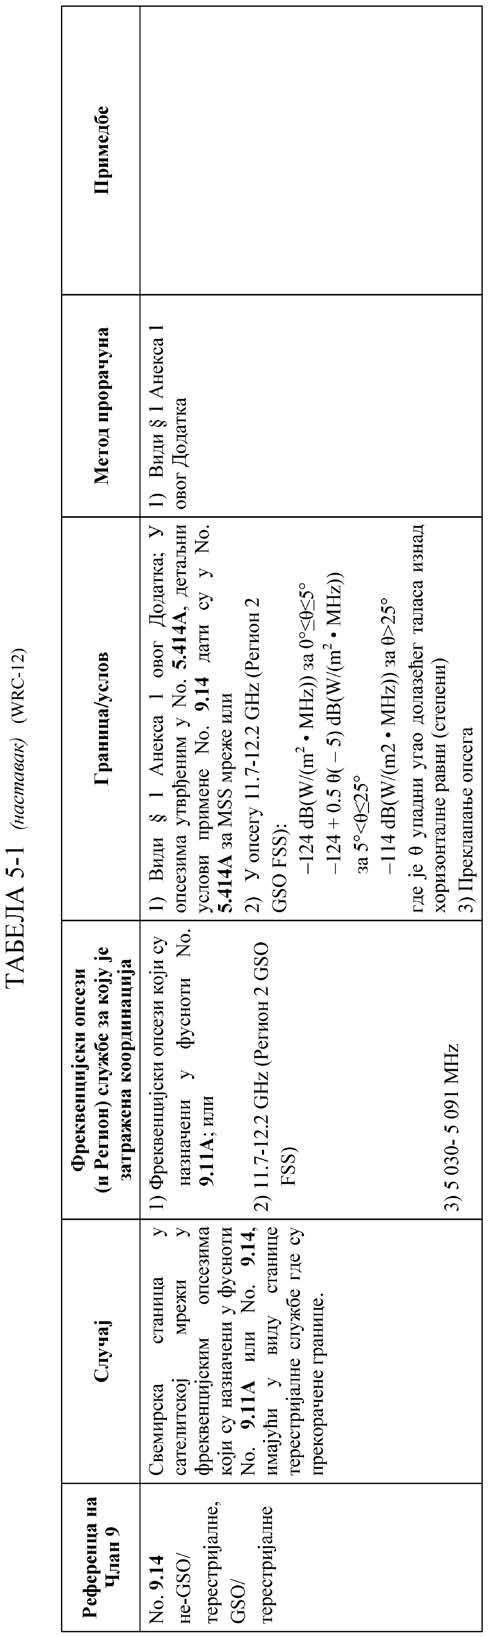 ТАБЕЛА 5-1 (наставак) (WRC-12)
Референца на
Члан 9
Случај
Фреквенцијски опсези
(и Регион) службе за коју је
затражена координација
Граница/услов
Метод прорачуна
Примедбе
No. 9.14
не-GSO/
терестријалне,
GSO/
терестријалне
Свемирска станица у
сателитској мрежи у
фреквенцијским опсезима
који су назначени у фусноти
No. 9.11A или No. 9.14,
имајући у виду станице
терестријалне службе где су
прекорачене границе.
1) Фреквенцијски опсези који су
назначени у фусноти No.
9.11A; или
2) 11.7-12.2 GHz (Регион 2 GSO
FSS)
3) 5 030- 5 091 MHz
1) Види § 1 Анекса 1 овог Додатка; У
опсезима утврђеним у No. 5.414A, детаљни
услови примене No. 9.14 дати су у No.
5.414A за MSS мреже или
2) У опсегу 11.7-12.2 GHz (Регион 2
GSO FSS):
−124 dB(W/(m² • MHz)) за 0°≤θ≤5°
−124 + 0.5 θ( − 5) dB(W/(m² • MHz))
за 5°<θ≤25°
−114 dB(W/(m2 • MHz)) за θ>25°
где је θ упадни угао долазећег таласа изнад
хоризонталне равни (степени)
3) Преклапање опсега
1) Види § 1 Анекса 1
овог Додатка